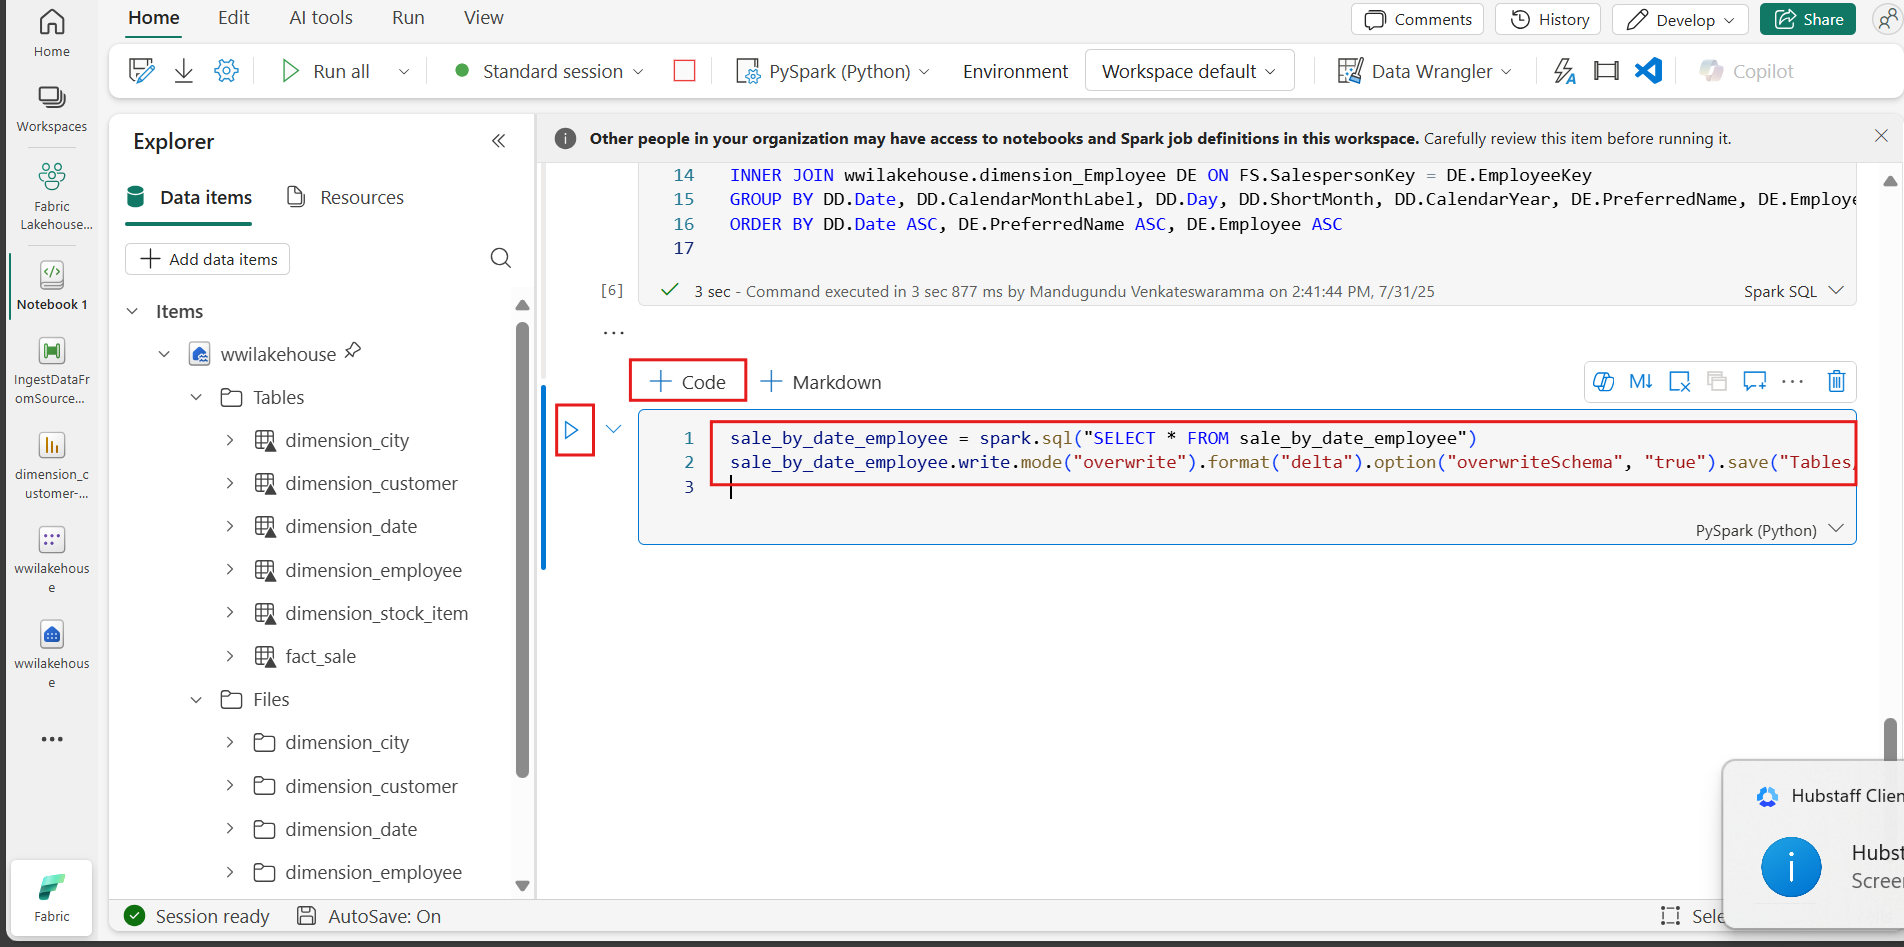 Home Edit AI tools Run View
Comments History Develop Share
Run all Standard session PySpark (Python) Environment Workspace default Data Wrangler Copilot
Home
Workspaces
Fabric
Lakehouse...
Notebook 1
IngestDataFr
omSource...
dimension_c
ustomer-...
wwilakehous
e
wwilakehous
e
Fabric
Explorer
Data items Resources
Add data items
Items
wwilakehouse
Tables
dimension_city
dimension_customer
dimension_date
dimension_employee
dimension_stock_item
fact_sale
Files
dimension_city
dimension_customer
dimension_date
dimension_employee
Other people in your organization may have access to notebooks and Spark job definitions in this workspace. Carefully review this item before running it.
14 INNER JOIN wwilakehouse.dimension_Employee DE ON FS.SalespersonKey = DE.EmployeeKey
15 GROUP BY DD.Date, DD.CalendarMonthLabel, DD.Day, DD.ShortMonth, DD.CalendarYear, DE.PreferredName, DE.Employe
16 ORDER BY DD.Date ASC, DE.PreferredName ASC, DE.Employee ASC
17
[6] 3 sec - Command executed in 3 sec 877 ms by Mandugundu Venkateswaramma on 2:41:44 PM, 7/31/25 Spark SQL
...
Code Markdown M↓
1 sale_by_date_employee = spark.sql("SELECT * FROM sale_by_date_employee")
2 sale_by_date_employee.write.mode("overwrite").format("delta").option("overwriteSchema", "true").save("Tables/
3
PySpark (Python)
Hubstaff Clien
Hubst
Scree
Session ready AutoSave: On Sele